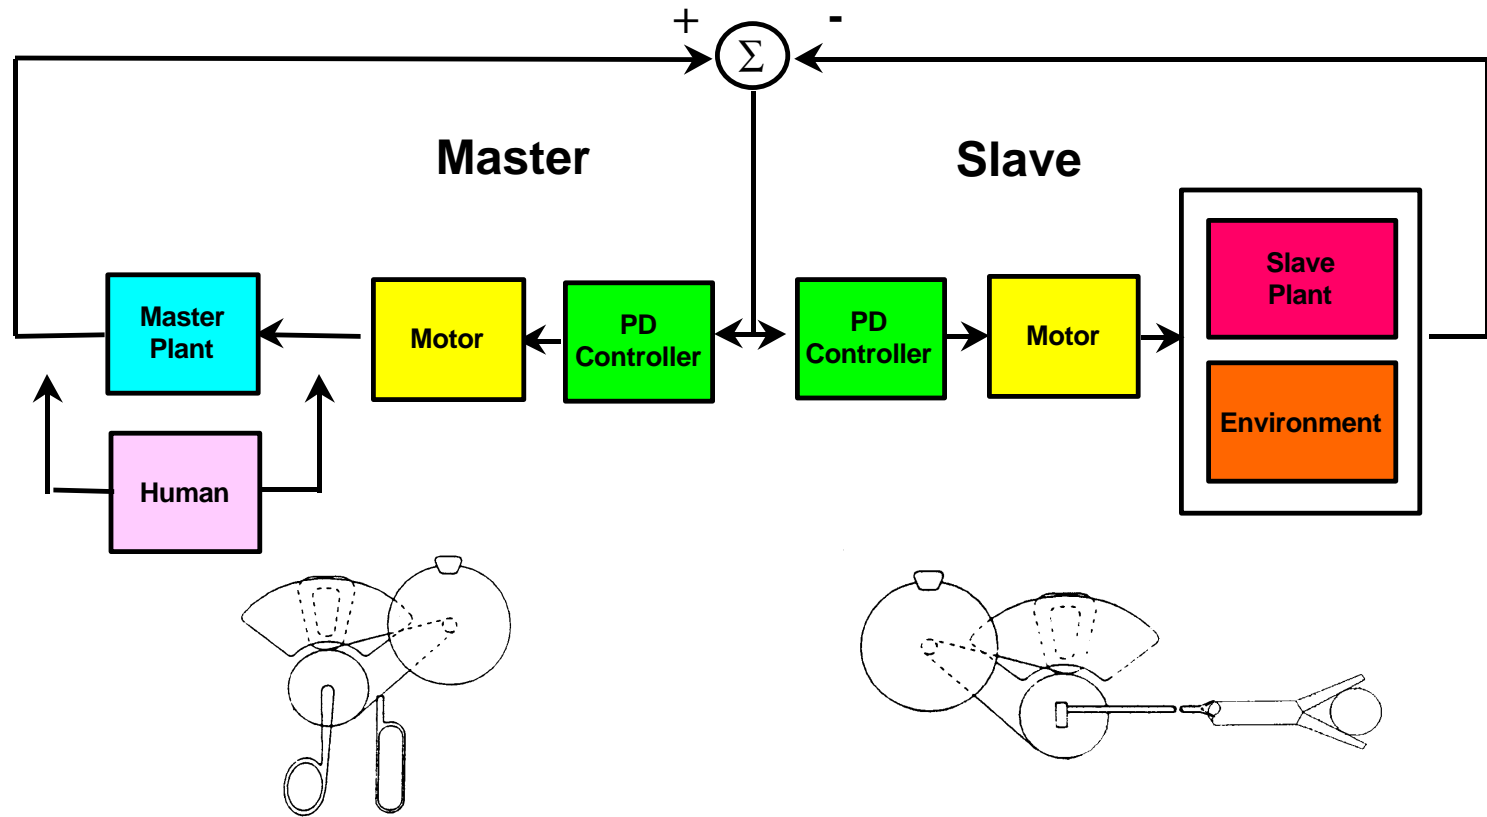 +
-
Σ
Master
Slave
Master
Plant
Motor
PD
Controller
PD
Controller
Motor
Slave
Plant
Environment
Human